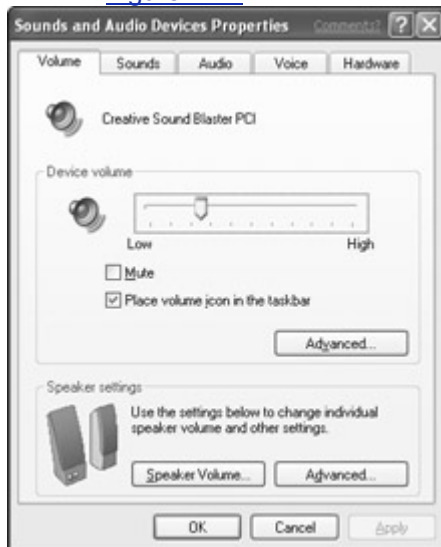 Sounds and Audio Devices Properties Comments? ? X
Volume Sounds Audio Voice Hardware
Creative Sound Blaster PCI
Device volume
Low High
Mute
Place volume icon in the taskbar
Advanced...
Speaker settings
Use the settings below to change individual
speaker volume and other settings.
Speaker Volume... Advanced...
OK Cancel Apply